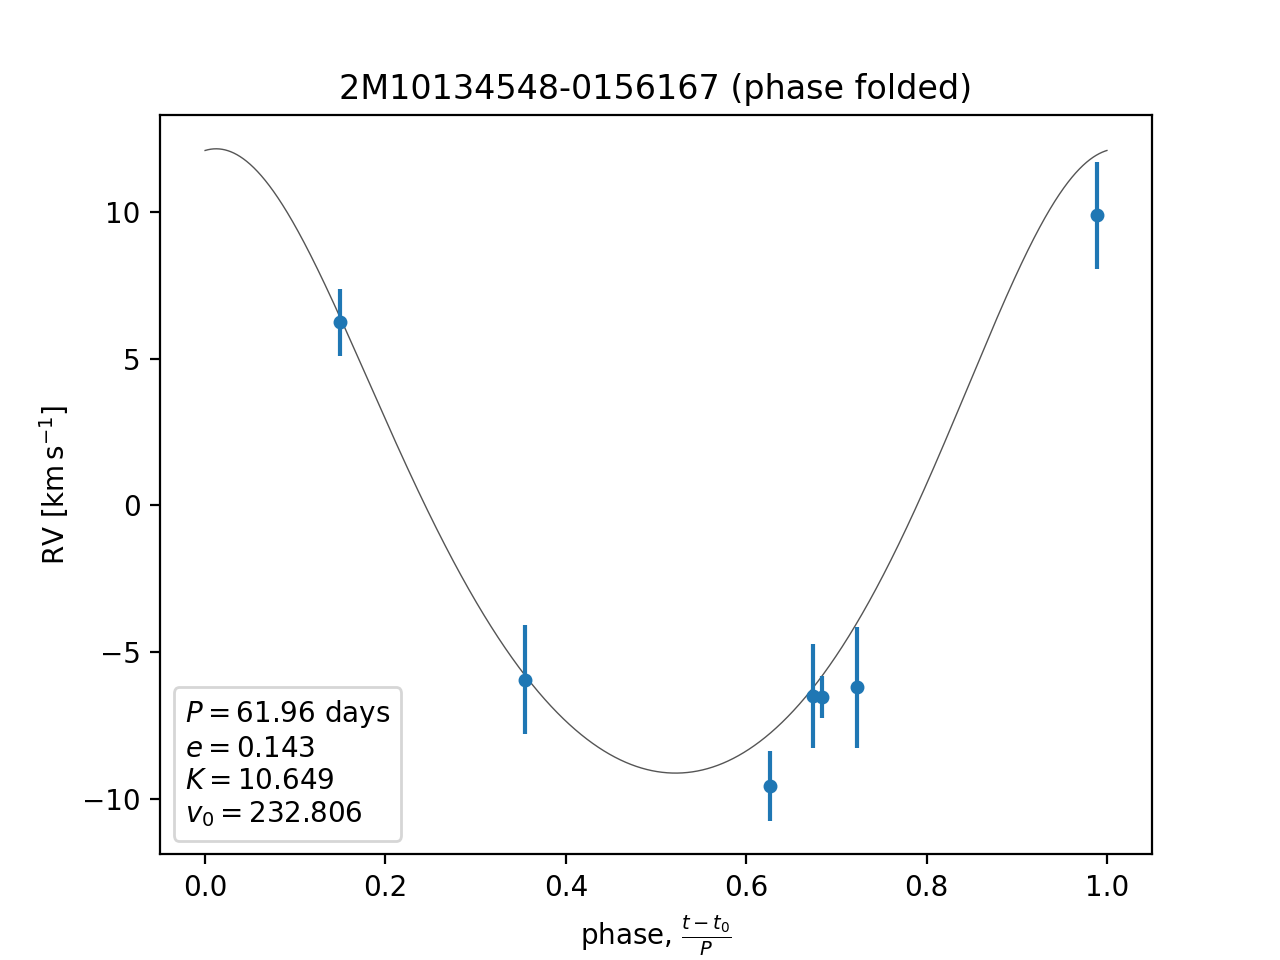 2M10134548-0156167 (phase folded)
10
5
0
−5
−10
RV [km s⁻¹]
P = 61.96 days
e = 0.143
K = 10.649
v₀ = 232.806
0.0 0.2 0.4 0.6 0.8 1.0
phase, (t − t₀)/P